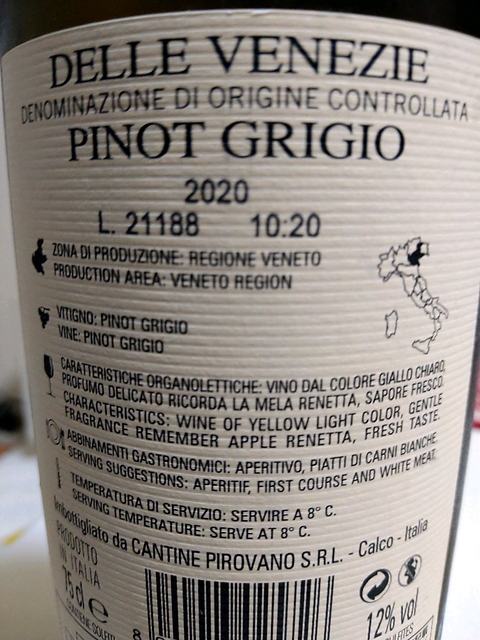 DELLE VENEZIE
DENOMINAZIONE DI ORIGINE CONTROLLATA
PINOT GRIGIO
2020
L. 21188 10:20
ZONA DI PRODUZIONE: REGIONE VENETO
PRODUCTION AREA: VENETO REGION
VITIGNO: PINOT GRIGIO
VINE: PINOT GRIGIO
CARATTERISTICHE ORGANOLETTICHE: VINO DAL COLORE GIALLO CHIARO,
PROFUMO DELICATO RICORDA LA MELA RENETTA, SAPORE FRESCO.
CHARACTERISTICS: WINE OF YELLOW LIGHT COLOR, GENTLE
FRAGRANCE REMEMBER APPLE RENETTA, FRESH TASTE.
ABBINAMENTI GASTRONOMICI: APERITIVO, PIATTI DI CARNI BIANCHE.
SERVING SUGGESTIONS: APERITIF, FIRST COURSE AND WHITE MEAT.
TEMPERATURA DI SERVIZIO: SERVIRE A 8° C.
SERVING TEMPERATURE: SERVE AT 8° C.
Imbottigliato da CANTINE PIROVANO S.R.L. - Calco - Italia
PRODOTTO
IN ITALIA
75 cl e
12% vol
8